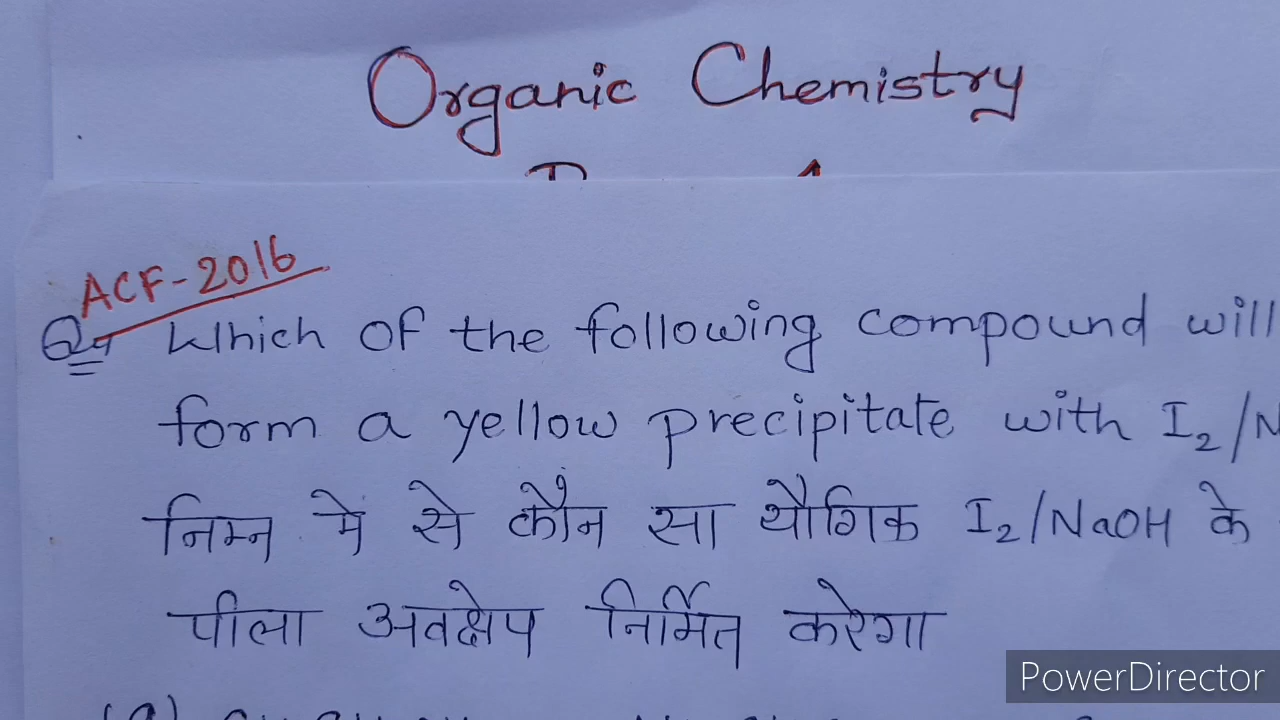 Organic Chemistry
ACF-2016
Qन Which of the following compound will
form a yellow precipitate with I₂/N
निम्न में से कौन सा यौगिक I₂/NaOH के
पीला अवक्षेप निर्मित करेगा
(a)
PowerDirector